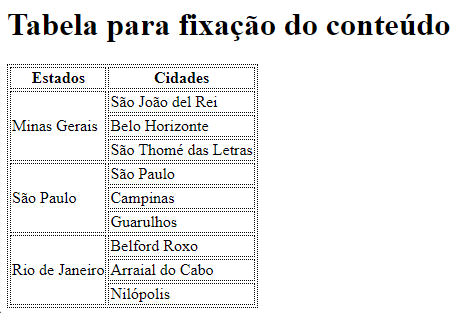 Tabela para fixação do conteúdo
Estados Cidades
Minas Gerais São João del Rei
Belo Horizonte
São Thomé das Letras
São Paulo São Paulo
Campinas
Guarulhos
Rio de Janeiro Belford Roxo
Arraial do Cabo
Nilópolis